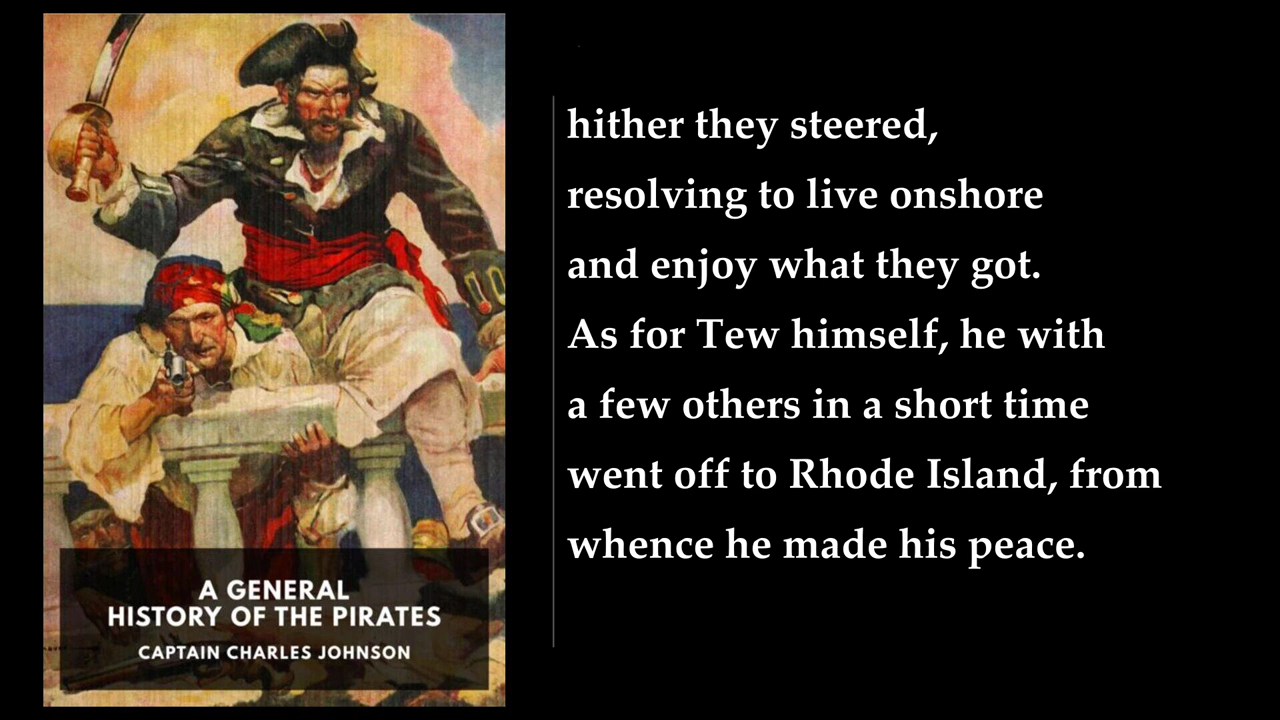 hither they steered,
resolving to live onshore
and enjoy what they got.
As for Tew himself, he with
a few others in a short time
went off to Rhode Island, from
whence he made his peace.
A GENERAL
HISTORY OF THE PIRATES
CAPTAIN CHARLES JOHNSON